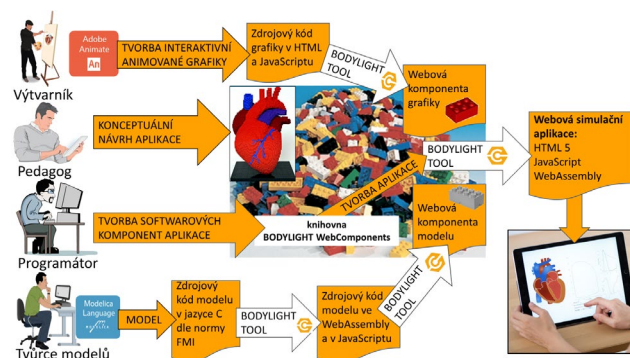 Adobe
Animate
An
TVORBA INTERAKTIVNÍ
ANIMOVANÉ GRAFIKY
Zdrojový kód
grafiky v HTML
a JavaScriptu
BODYLIGHT
TOOL
Výtvarník
Webová
komponenta
grafiky
KONCEPTUÁLNÍ
NÁVRH APLIKACE
Pedagog
TVORBA APLIKACE
BODYLIGHT
TOOL
Webová simulační
aplikace:
HTML 5
JavaScript
WebAssembly
TVORBA SOFTWAROVÝCH
KOMPONENT APLIKACE
knihovna
BODYLIGHT WebComponents
Webová
komponenta
modelu
Programátor
Modelica
Language
MODEL
Zdrojový
kód modelu
v jazyce C
dle normy
FMI
BODYLIGHT
TOOL
Zdrojový kód
modelu ve
WebAssembly
a v JavaScriptu
BODYLIGHT
TOOL
Tvůrce modelů